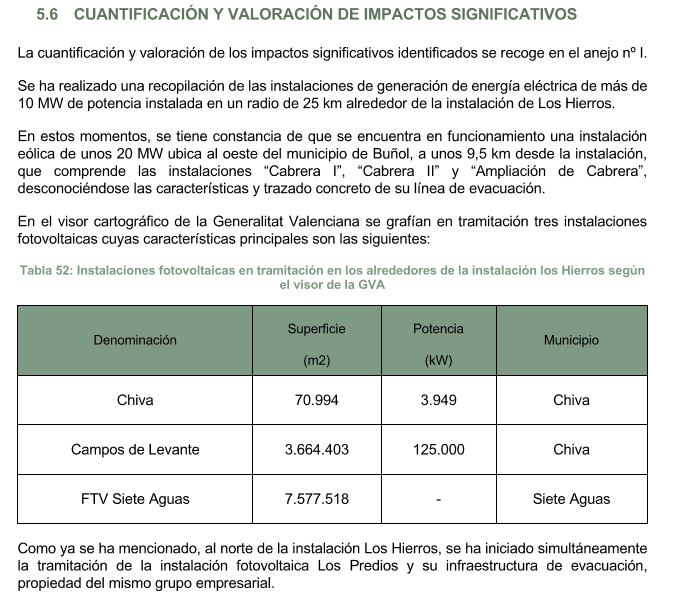 5.6 CUANTIFICACIÓN Y VALORACIÓN DE IMPACTOS SIGNIFICATIVOS
La cuantificación y valoración de los impactos significativos identificados se recoge en el anejo nº I.
Se ha realizado una recopilación de las instalaciones de generación de energía eléctrica de más de
10 MW de potencia instalada en un radio de 25 km alrededor de la instalación de Los Hierros.
En estos momentos, se tiene constancia de que se encuentra en funcionamiento una instalación
eólica de unos 20 MW ubica al oeste del municipio de Buñol, a unos 9,5 km desde la instalación,
que comprende las instalaciones “Cabrera I”, “Cabrera II” y “Ampliación de Cabrera”,
desconociéndose las características y trazado concreto de su línea de evacuación.
En el visor cartográfico de la Generalitat Valenciana se grafían en tramitación tres instalaciones
fotovoltaicas cuyas características principales son las siguientes:
Tabla 52: Instalaciones fotovoltaicas en tramitación en los alrededores de la instalación los Hierros según
el visor de la GVA
Denominación Superficie (m2) Potencia (kW) Municipio
Chiva 70.994 3.949 Chiva
Campos de Levante 3.664.403 125.000 Chiva
FTV Siete Aguas 7.577.518 - Siete Aguas
Como ya se ha mencionado, al norte de la instalación Los Hierros, se ha iniciado simultáneamente
la tramitación de la instalación fotovoltaica Los Predios y su infraestructura de evacuación,
propiedad del mismo grupo empresarial.